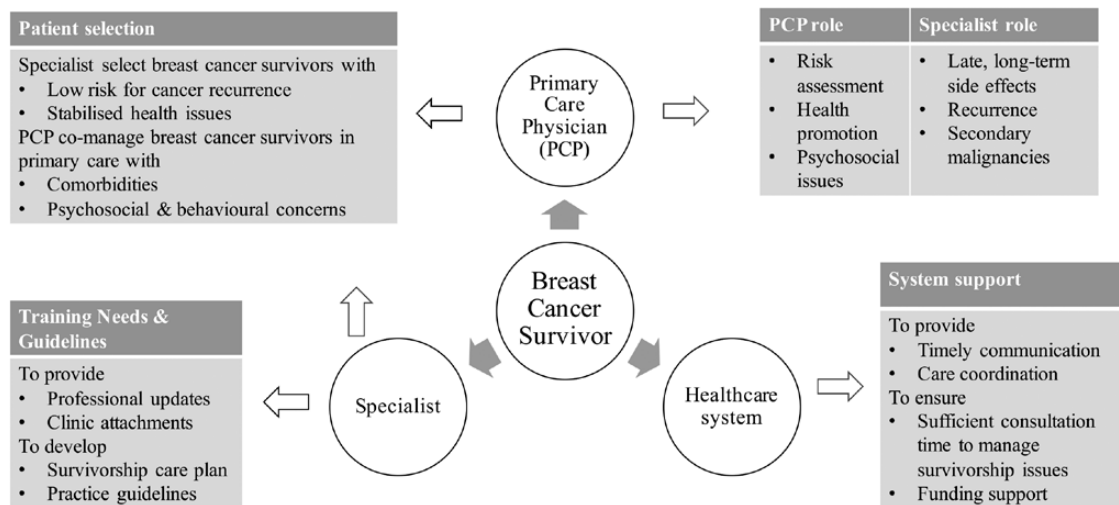 Patient selection
Specialist select breast cancer survivors with
• Low risk for cancer recurrence
• Stabilised health issues
PCP co-manage breast cancer survivors in
primary care with
• Comorbidities
• Psychosocial & behavioural concerns
Primary
Care
Physician
(PCP)
PCP role
• Risk
assessment
• Health
promotion
• Psychosocial
issues
Specialist role
• Late, long-term
side effects
• Recurrence
• Secondary
malignancies
Breast
Cancer
Survivor
Training Needs &
Guidelines
To provide
• Professional updates
• Clinic attachments
To develop
• Survivorship care plan
• Practice guidelines
Specialist
Healthcare
system
System support
To provide
• Timely communication
• Care coordination
To ensure
• Sufficient consultation
time to manage
survivorship issues
• Funding support